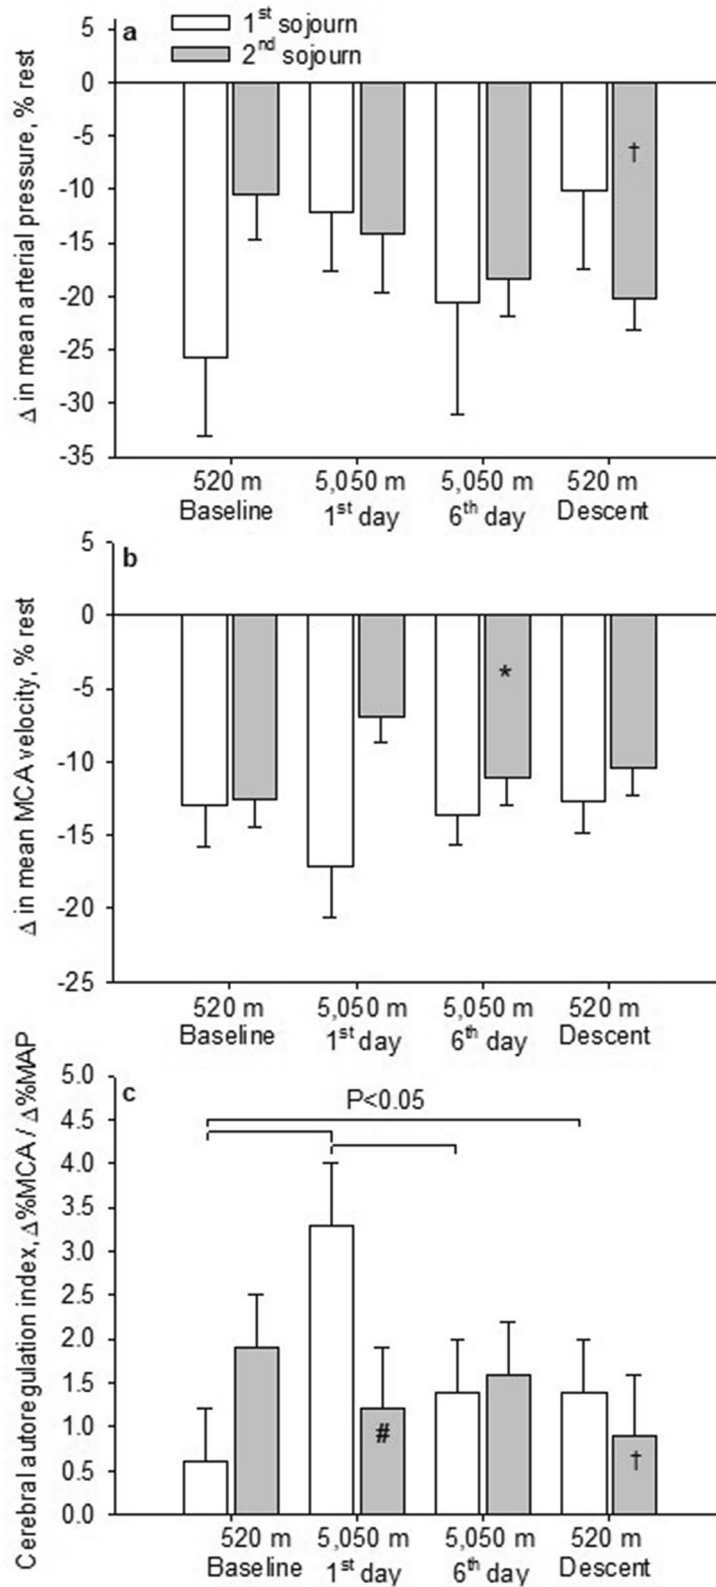 a
1st sojourn
2nd sojourn
Δ in mean arterial pressure, % rest
5
0
-5
-10
-15
-20
-25
-30
-35
†
520 m 5,050 m 5,050 m 520 m
Baseline 1st day 6th day Descent
b
Δ in mean MCA velocity, % rest
5
0
-5
-10
-15
-20
-25
*
520 m 5,050 m 5,050 m 520 m
Baseline 1st day 6th day Descent
c
Cerebral autoregulation index, Δ%MCA / Δ%MAP
P<0.05
5.0
4.5
4.0
3.5
3.0
2.5
2.0
1.5
1.0
0.5
0.0
#
†
520 m 5,050 m 5,050 m 520 m
Baseline 1st day 6th day Descent